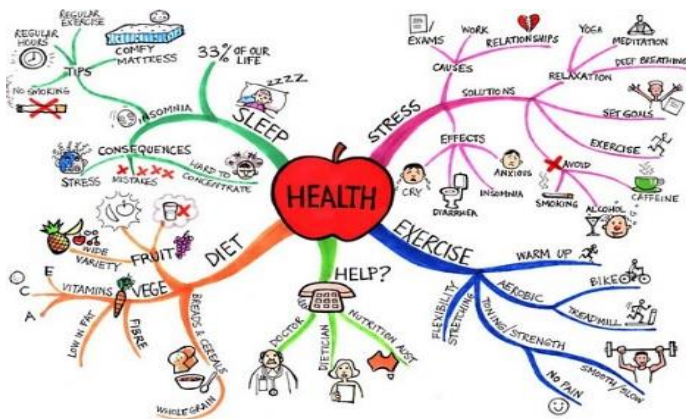 REGULAR EXERCISE
REGULAR HOURS
COMFY MATTRESS
TIPS
NO SMOKING
33% OF OUR LIFE
ZZZZ
INSOMNIA
SLEEP
CONSEQUENCES
STRESS
MISTAKES
HARD TO CONCENTRATE
EXAMS
WORK
RELATIONSHIPS
CAUSES
STRESS
SOLUTIONS
YOGA
MEDITATION
DEEP BREATHING
RELAXATION
SET GOALS
EXERCISE
AVOID
SMOKING
ALCOHOL
CAFFEINE
EFFECTS
CRY
DIARRHEA
INSOMNIA
ANXIOUS
HEALTH
DIET
FRUIT
WIDE VARIETY
VEGE
VITAMINS
E
C
A
LOW IN FAT
FIBRE
BREADS & CEREALS
WHOLEGRAIN
HELP?
DOCTOR
DIETICIAN
NUTRITION AUST
EXERCISE
WARM UP
AEROBIC
BIKE
TREADMILL
FLEXIBILITY
STRETCHING
TONING/STRENGTH
SMOOTH/SLOW
NO PAIN